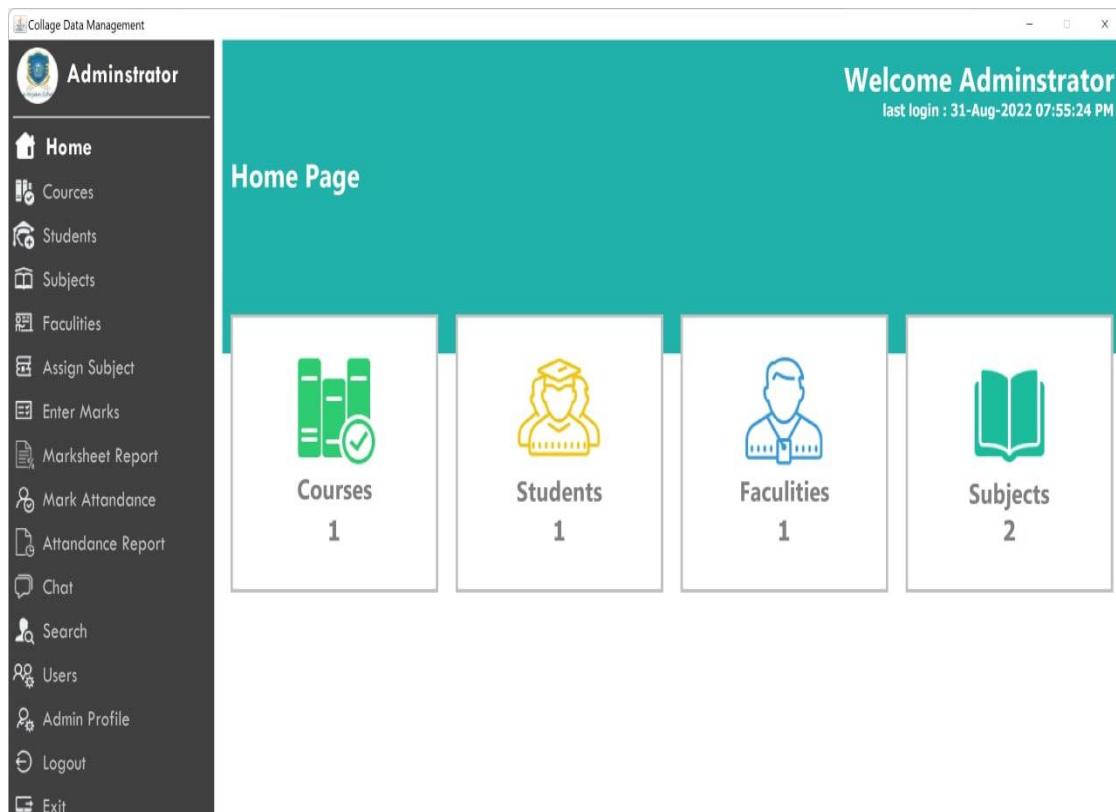 Collage Data Management
Adminstrator
Home
Cources
Students
Subjects
Faculities
Assign Subject
Enter Marks
Marksheet Report
Mark Attandance
Attandance Report
Chat
Search
Users
Admin Profile
Logout
Exit
Welcome Adminstrator
last login : 31-Aug-2022 07:55:24 PM
Home Page
Courses
1
Students
1
Faculities
1
Subjects
2